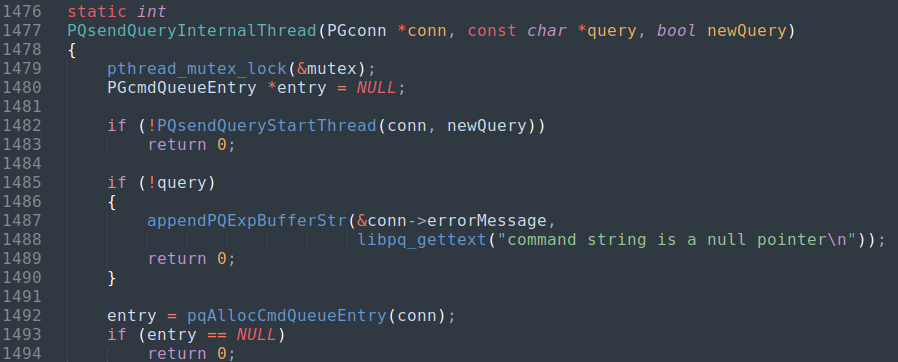 1476 static int
1477 PQsendQueryInternalThread(PGconn *conn, const char *query, bool newQuery)
1478 {
1479     pthread_mutex_lock(&mutex);
1480     PGcmdQueueEntry *entry = NULL;
1481
1482     if (!PQsendQueryStartThread(conn, newQuery))
1483         return 0;
1484
1485     if (!query)
1486     {
1487         appendPQExpBufferStr(&conn->errorMessage,
1488                              libpq_gettext("command string is a null pointer\n"));
1489         return 0;
1490     }
1491
1492     entry = pqAllocCmdQueueEntry(conn);
1493     if (entry == NULL)
1494         return 0;